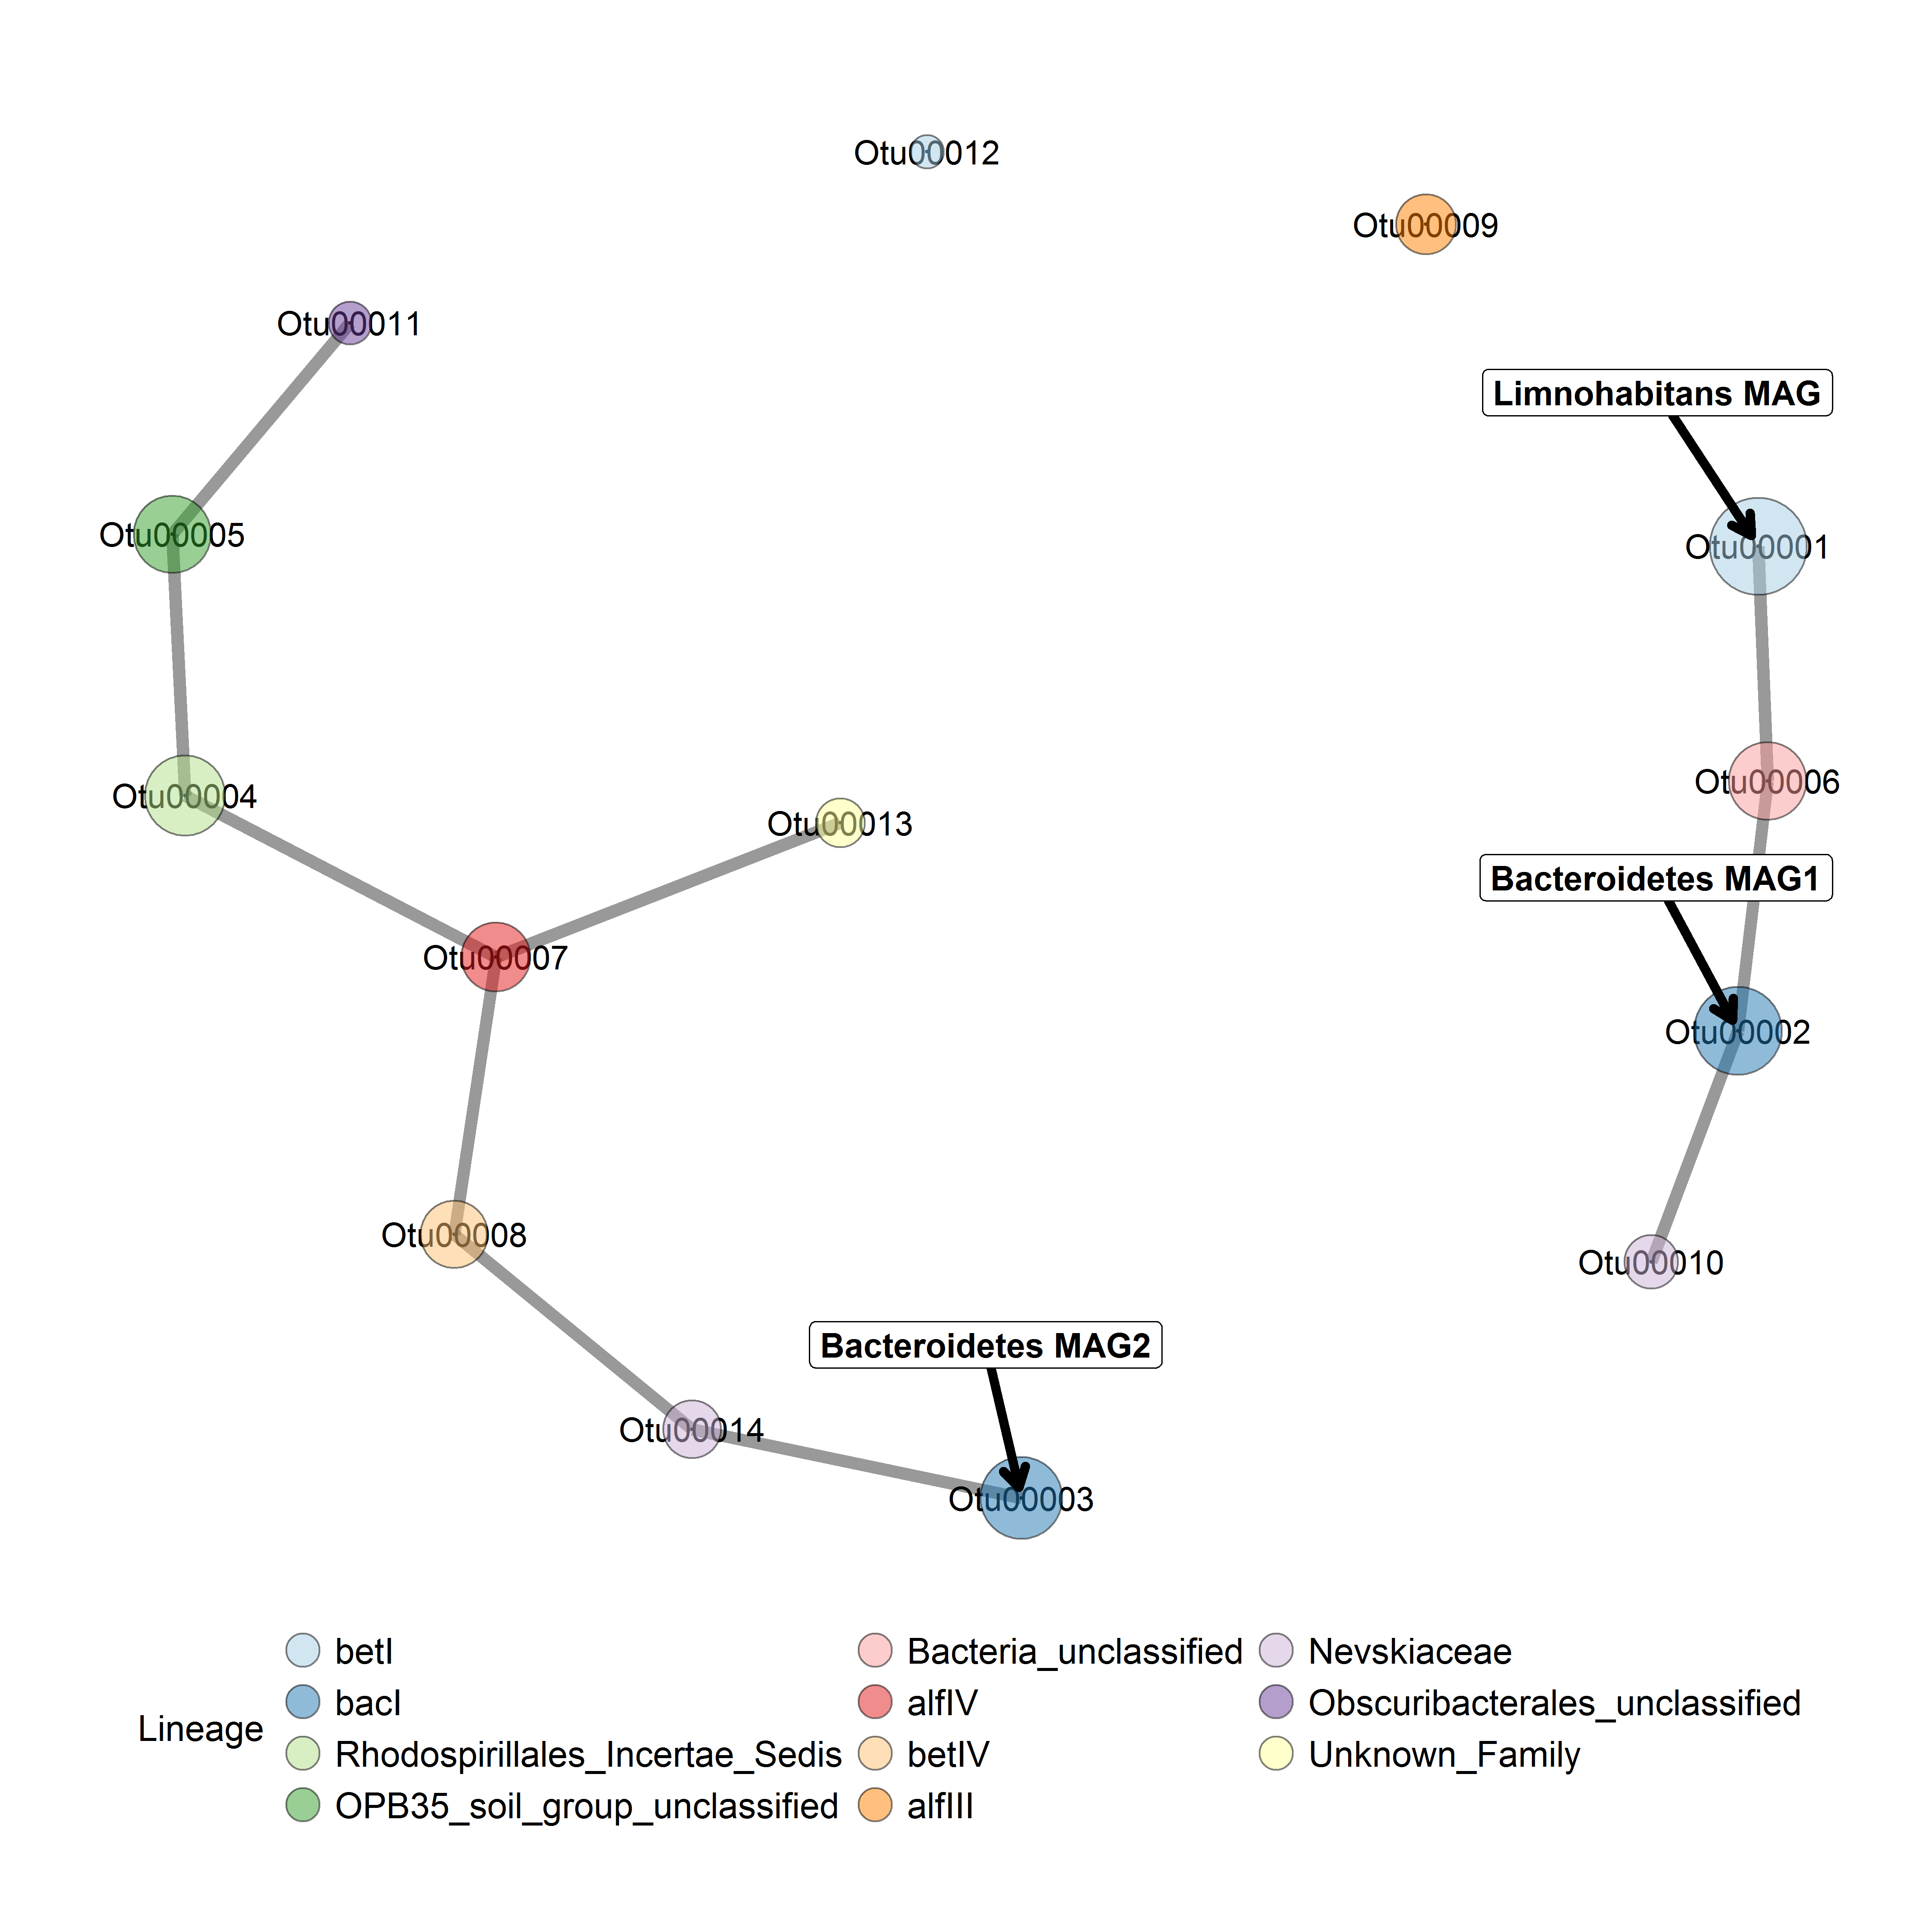 Otu00012
Otu00009
Otu00011
Limnohabitans MAG
Otu00005
Otu00001
Otu00006
Otu00004
Otu00013
Bacteroidetes MAG1
Otu00007
Otu00002
Otu00008
Otu00010
Bacteroidetes MAG2
Otu00014
Otu00003
Lineage
betI
bacI
Rhodospirillales_Incertae_Sedis
OPB35_soil_group_unclassified
Bacteria_unclassified
alfIV
betIV
alfIII
Nevskiaceae
Obscuribacterales_unclassified
Unknown_Family